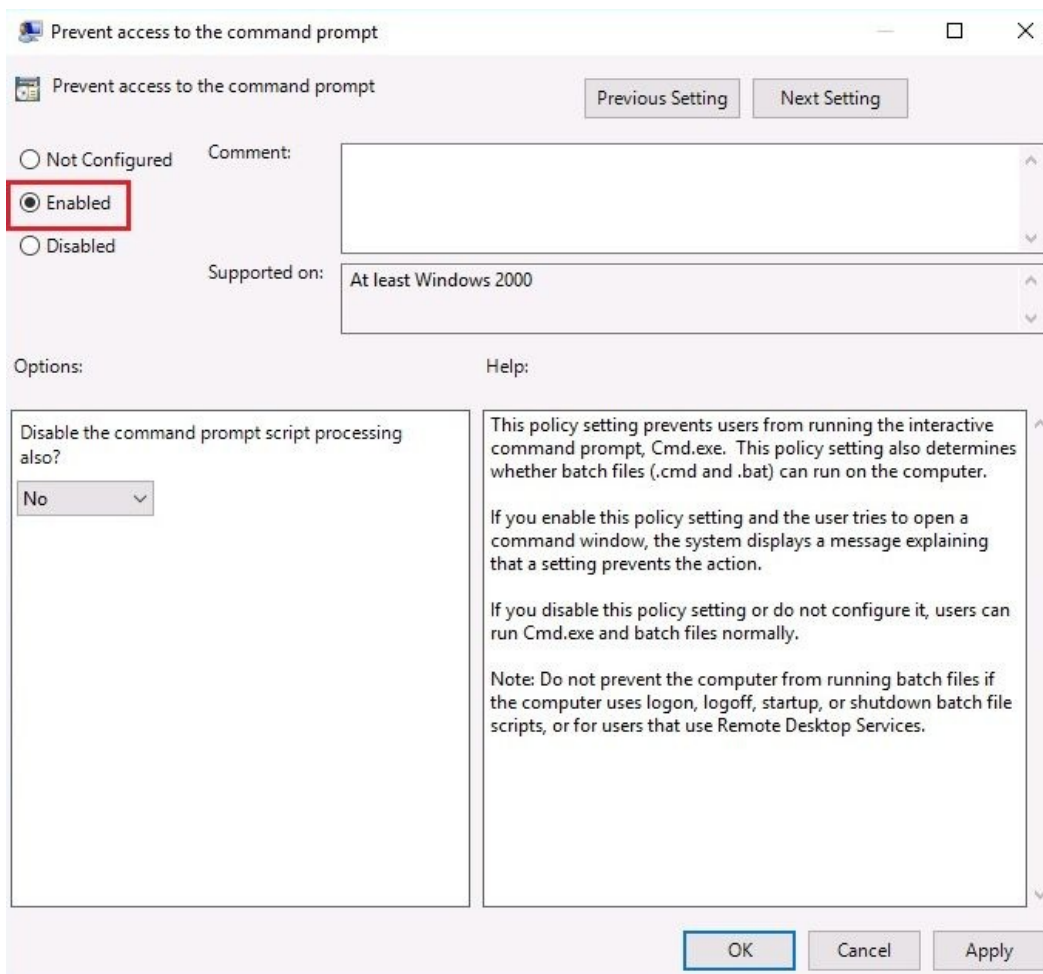 Prevent access to the command prompt
Prevent access to the command prompt
Previous Setting
Next Setting
Not Configured
Comment:
Enabled
Disabled
Supported on:
At least Windows 2000
Options:
Help:
Disable the command prompt script processing
also?
No
This policy setting prevents users from running the interactive
command prompt, Cmd.exe.  This policy setting also determines
whether batch files (.cmd and .bat) can run on the computer.
If you enable this policy setting and the user tries to open a
command window, the system displays a message explaining
that a setting prevents the action.
If you disable this policy setting or do not configure it, users can
run Cmd.exe and batch files normally.
Note: Do not prevent the computer from running batch files if
the computer uses logon, logoff, startup, or shutdown batch file
scripts, or for users that use Remote Desktop Services.
OK
Cancel
Apply